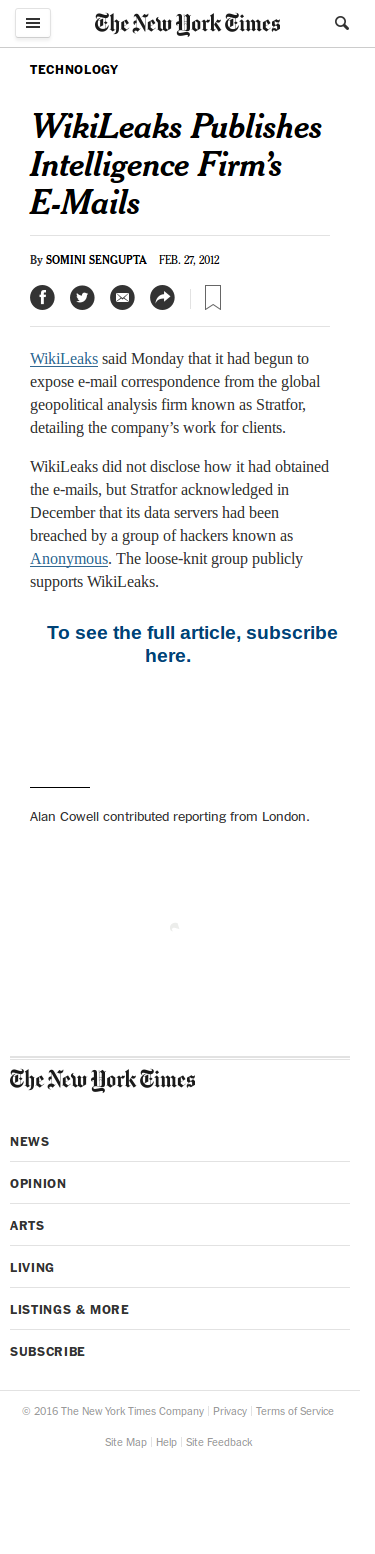 The New York Times
TECHNOLOGY
WikiLeaks Publishes
Intelligence Firm’s
E-Mails
By SOMINI SENGUPTA FEB. 27, 2012
WikiLeaks said Monday that it had begun to
expose e-mail correspondence from the global
geopolitical analysis firm known as Stratfor,
detailing the company’s work for clients.
WikiLeaks did not disclose how it had obtained
the e-mails, but Stratfor acknowledged in
December that its data servers had been
breached by a group of hackers known as
Anonymous. The loose-knit group publicly
supports WikiLeaks.
To see the full article, subscribe
here.
Alan Cowell contributed reporting from London.
The New York Times
NEWS
OPINION
ARTS
LIVING
LISTINGS & MORE
SUBSCRIBE
© 2016 The New York Times Company | Privacy | Terms of Service
Site Map | Help | Site Feedback